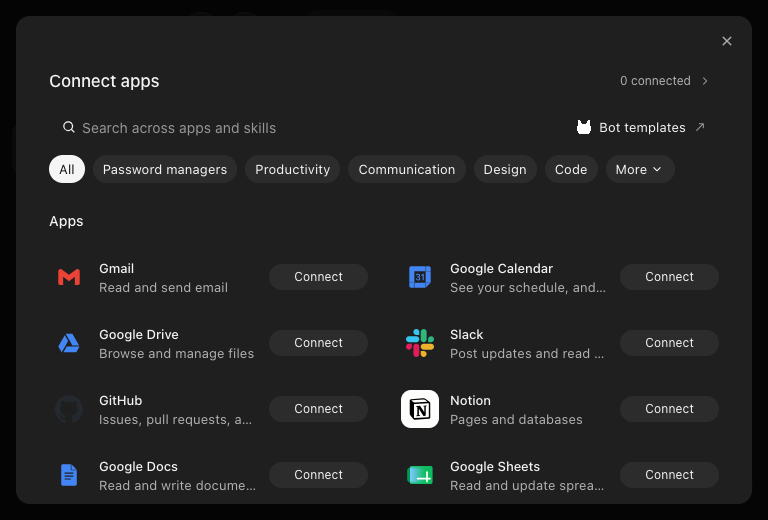 Connect apps
0 connected
Search across apps and skills
Bot templates
All
Password managers
Productivity
Communication
Design
Code
More
Apps
Gmail
Read and send email
Connect
31
Google Calendar
See your schedule, and...
Connect
Google Drive
Browse and manage files
Connect
Slack
Post updates and read ...
Connect
GitHub
Issues, pull requests, a...
Connect
N
Notion
Pages and databases
Connect
Google Docs
Read and write docume...
Connect
Google Sheets
Read and update sprea...
Connect